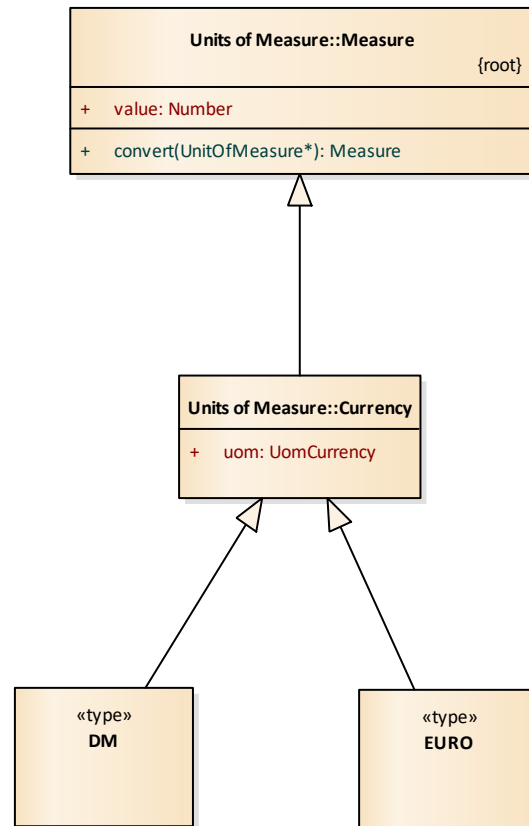 Units of Measure::Measure
{root}
+ value: Number
+ convert(UnitOfMeasure*): Measure
Units of Measure::Currency
+ uom: UomCurrency
«type»
DM
«type»
EURO